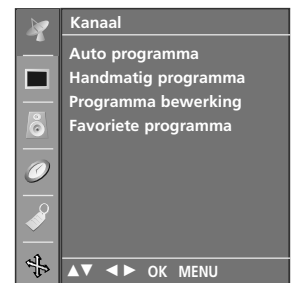 Kanaal
Auto programma
Handmatig programma
Programma bewerking
Favoriete programma
▲▼ ◄► OK MENU